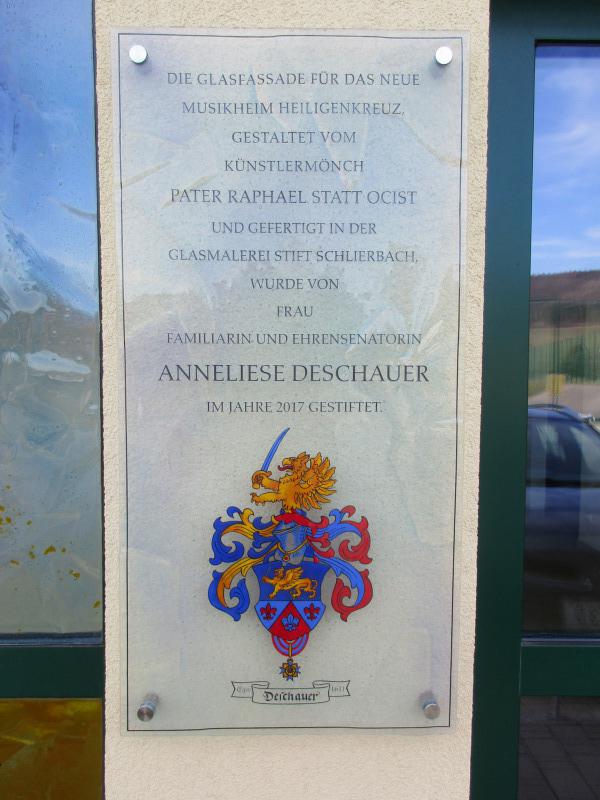 DIE GLASFASSADE FÜR DAS NEUE
MUSIKHEIM HEILIGENKREUZ,
GESTALTET VOM
KÜNSTLERMÖNCH
PATER RAPHAEL STATT OCIST
UND GEFERTIGT IN DER
GLASMALEREI STIFT SCHLIERBACH,
WURDE VON
FRAU
FAMILIARIN UND EHRENSENATORIN
ANNELIESE DESCHAUER
IM JAHRE 2017 GESTIFTET.
Deschauer